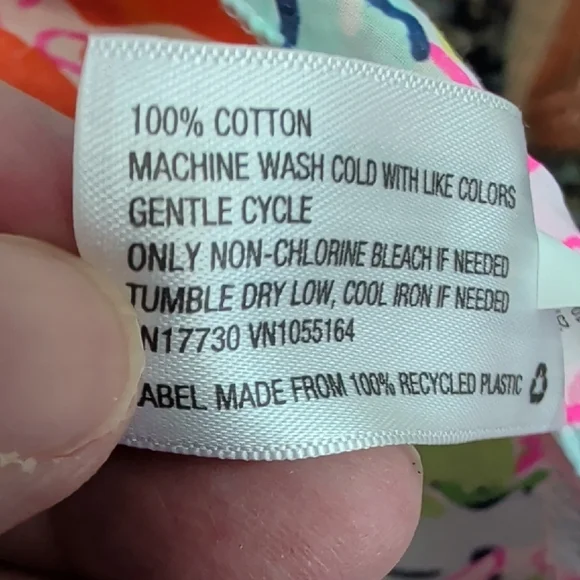 100% COTTON
MACHINE WASH COLD WITH LIKE COLORS
GENTLE CYCLE
ONLY NON-CHLORINE BLEACH IF NEEDED
TUMBLE DRY LOW, COOL IRON IF NEEDED
N17730 VN1055164
ABEL MADE FROM 100% RECYCLED PLASTIC